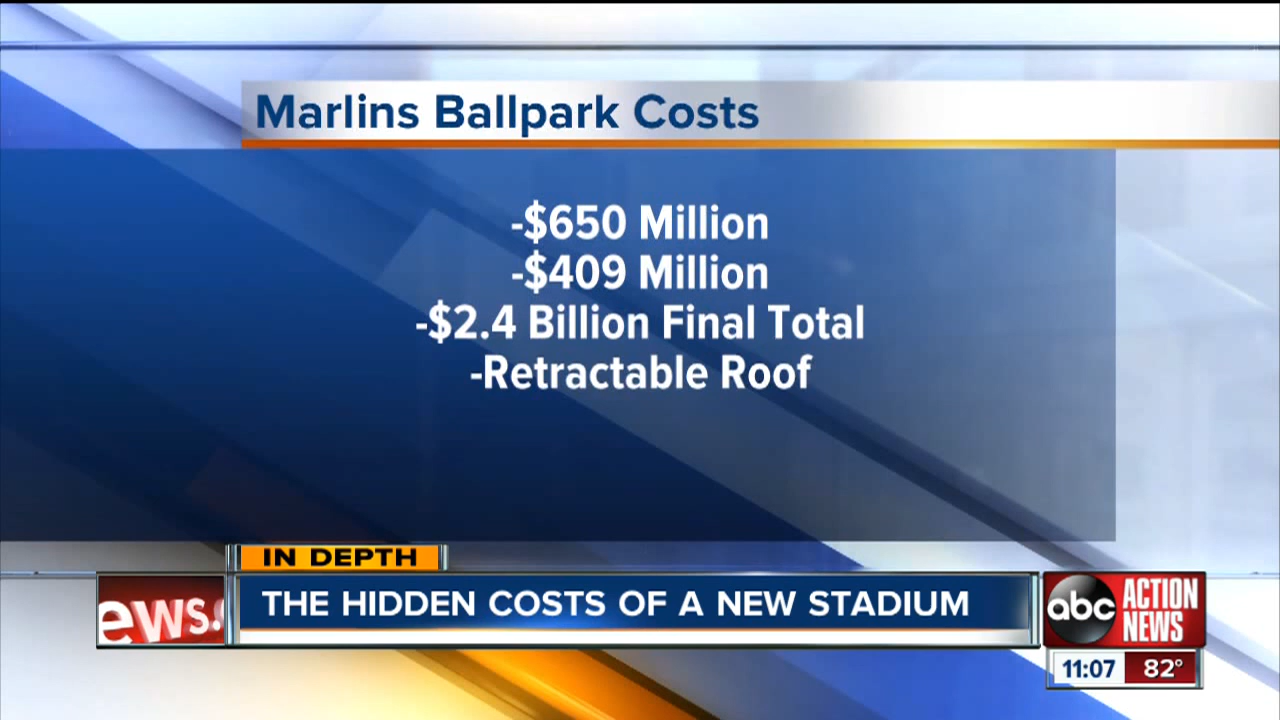 Marlins Ballpark Costs
-$650 Million
-$409 Million
-$2.4 Billion Final Total
-Retractable Roof
IN DEPTH
ews.
THE HIDDEN COSTS OF A NEW STADIUM
abc ACTION NEWS
11:07 82°